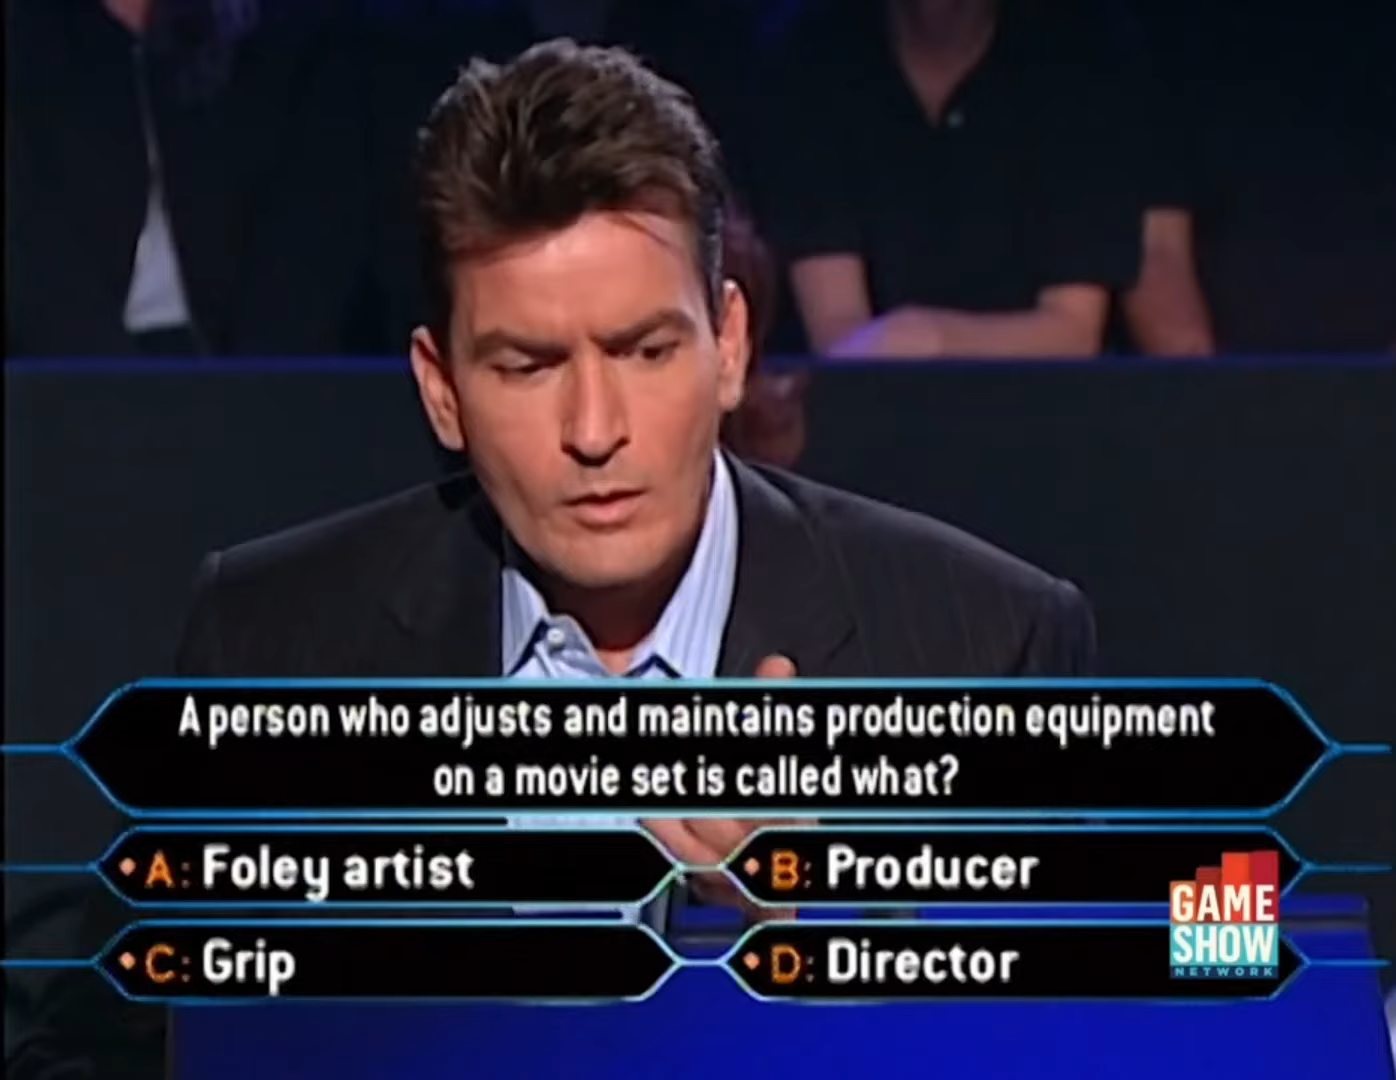 A person who adjusts and maintains production equipment
on a movie set is called what?
A: Foley artist
B: Producer
C: Grip
D: Director
GAME
SHOW
NETWORK